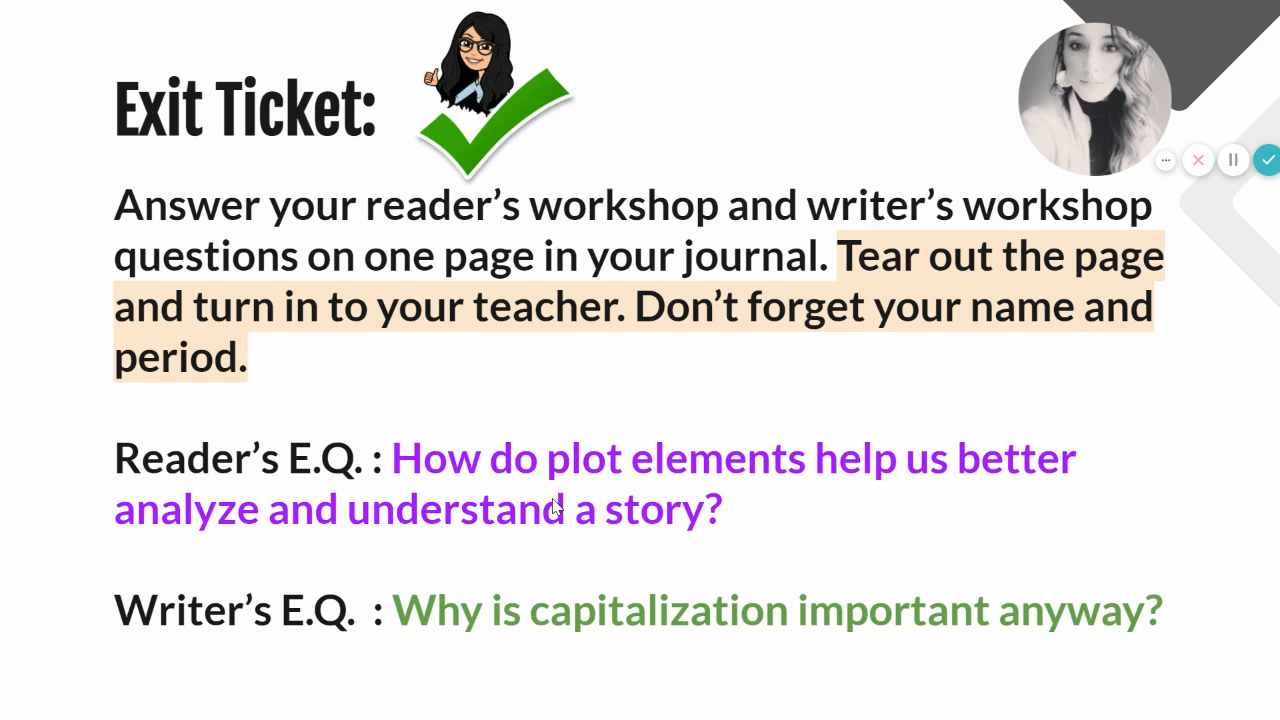 Exit Ticket:
Answer your reader’s workshop and writer’s workshop
questions on one page in your journal. Tear out the page
and turn in to your teacher. Don’t forget your name and
period.
Reader’s E.Q. : How do plot elements help us better
analyze and understand a story?
Writer’s E.Q.  : Why is capitalization important anyway?